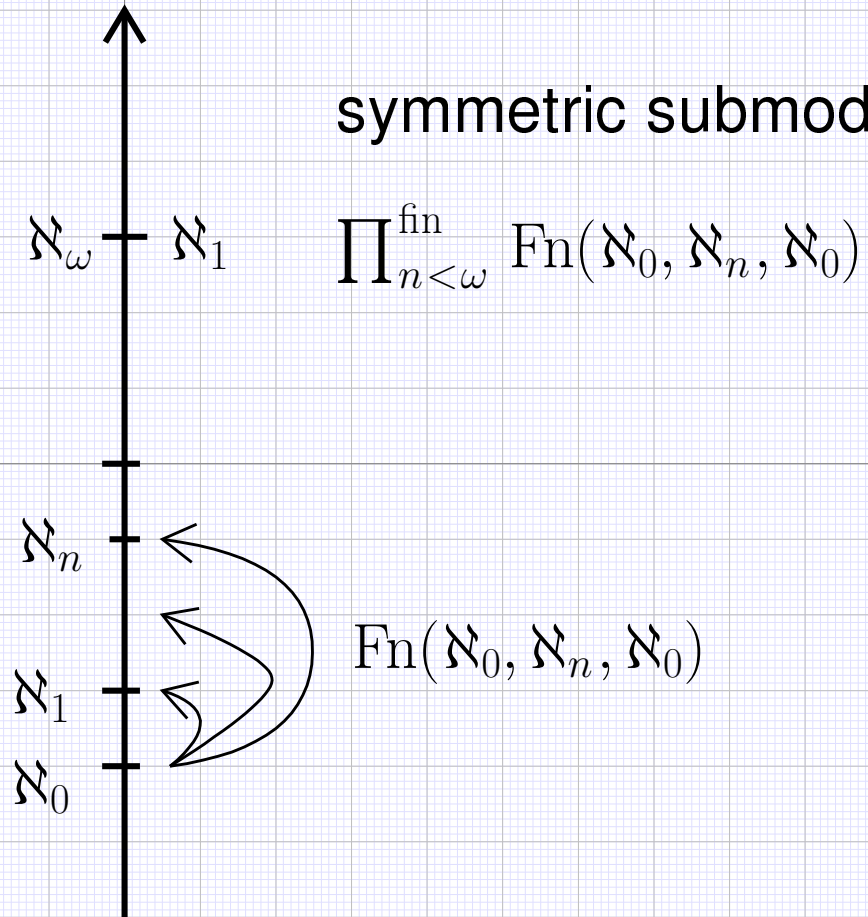 symmetric submod
ℵ_ω ℵ_1 ∏_{n<ω}^{fin} Fn(ℵ_0, ℵ_n, ℵ_0)
ℵ_n
Fn(ℵ_0, ℵ_n, ℵ_0)
ℵ_1
ℵ_0